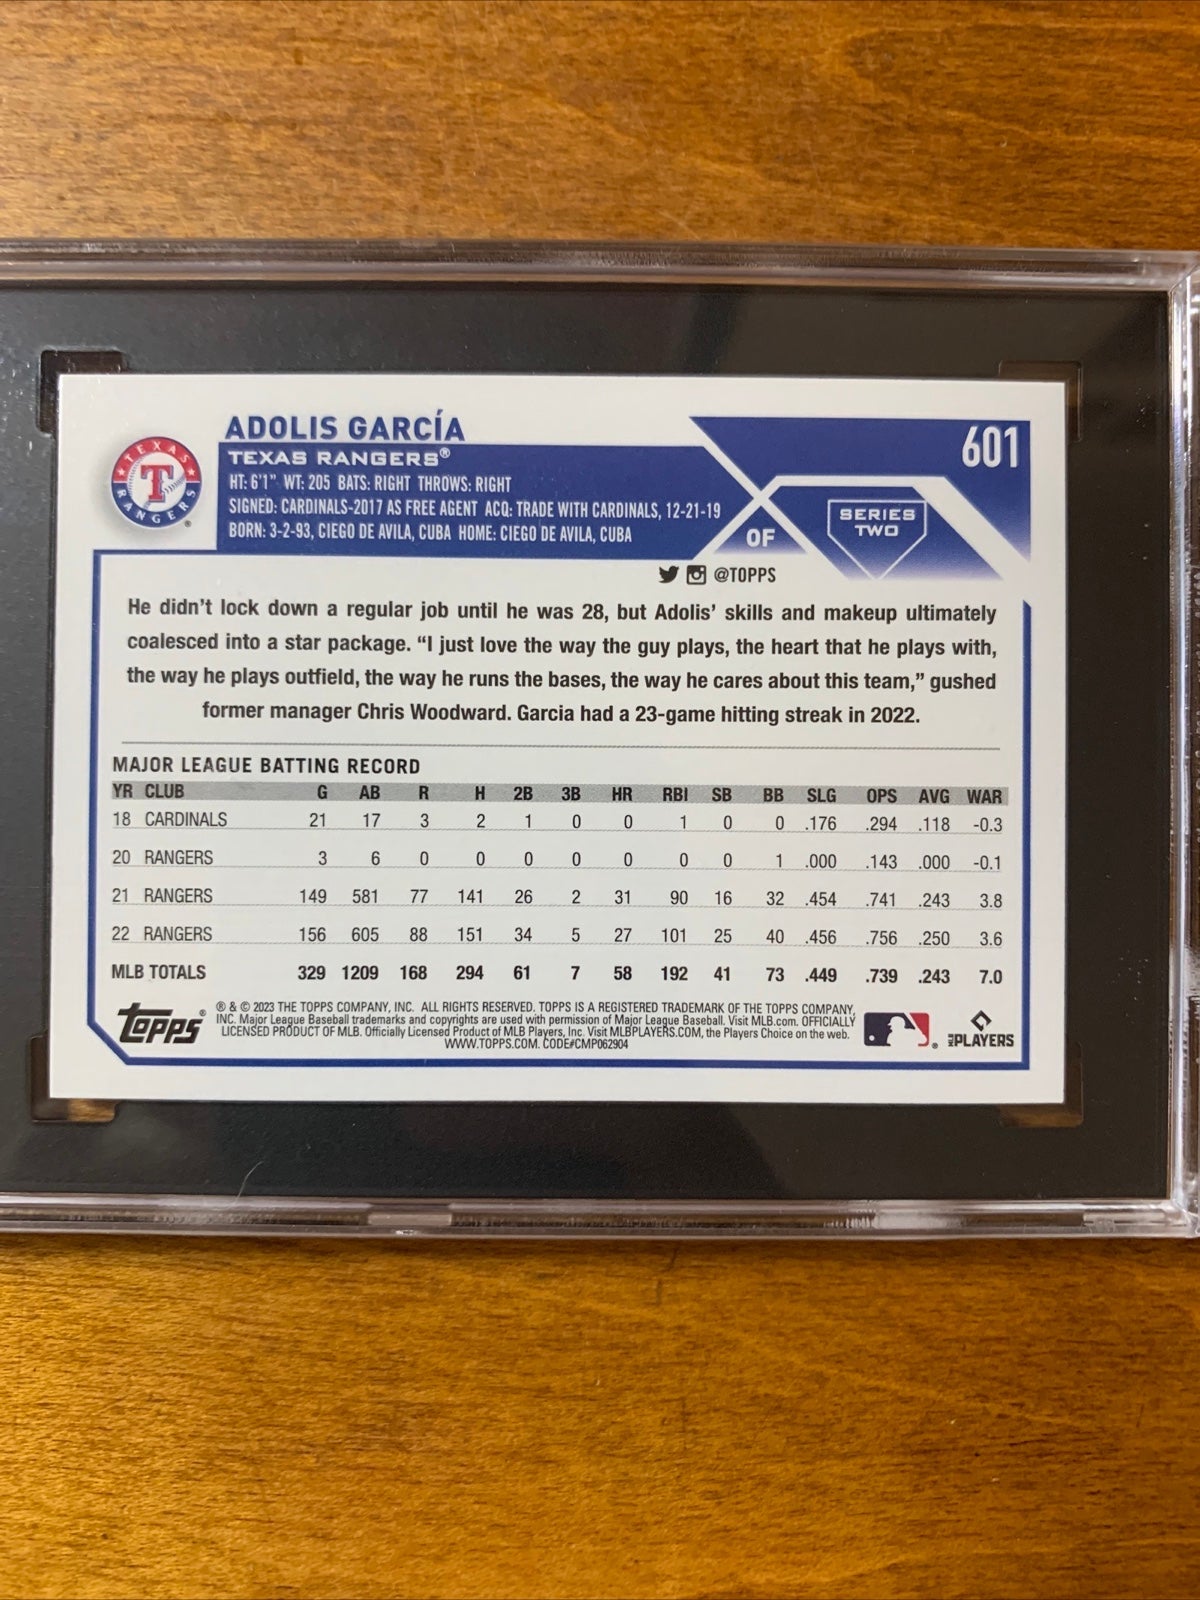 ADOLIS GARCÍA
601
TEXAS RANGERS®
TEXAS
T
RANGERS
HT: 6'1" WT: 205 BATS: RIGHT THROWS: RIGHT
SIGNED: CARDINALS-2017 AS FREE AGENT ACQ: TRADE WITH CARDINALS, 12-21-19
BORN: 3-2-93, CIEGO DE AVILA, CUBA HOME: CIEGO DE AVILA, CUBA
OF
SERIES
TWO
@TOPPS
He didn't lock down a regular job until he was 28, but Adolis' skills and makeup ultimately
coalesced into a star package. “I just love the way the guy plays, the heart that he plays with,
the way he plays outfield, the way he runs the bases, the way he cares about this team,” gushed
former manager Chris Woodward. Garcia had a 23-game hitting streak in 2022.
MAJOR LEAGUE BATTING RECORD
YR CLUB G AB R H 2B 3B HR RBI SB BB SLG OPS AVG WAR
18 CARDINALS 21 17 3 2 1 0 0 1 0 0 .176 .294 .118 -0.3
20 RANGERS 3 6 0 0 0 0 0 0 0 1 .000 .143 .000 -0.1
21 RANGERS 149 581 77 141 26 2 31 90 16 32 .454 .741 .243 3.8
22 RANGERS 156 605 88 151 34 5 27 101 25 40 .456 .756 .250 3.6
MLB TOTALS 329 1209 168 294 61 7 58 192 41 73 .449 .739 .243 7.0
topps®
® & © 2023 THE TOPPS COMPANY, INC. ALL RIGHTS RESERVED. TOPPS IS A REGISTERED TRADEMARK OF THE TOPPS COMPANY,
INC. Major League Baseball trademarks and copyrights are used with permission of Major League Baseball. Visit MLB.com. OFFICIALLY
LICENSED PRODUCT OF MLB. Officially Licensed Product of MLB Players, Inc. Visit MLBPLAYERS.COM, the Players Choice on the web.
WWW.TOPPS.COM. CODE#CMP062904
MLB PLAYERS